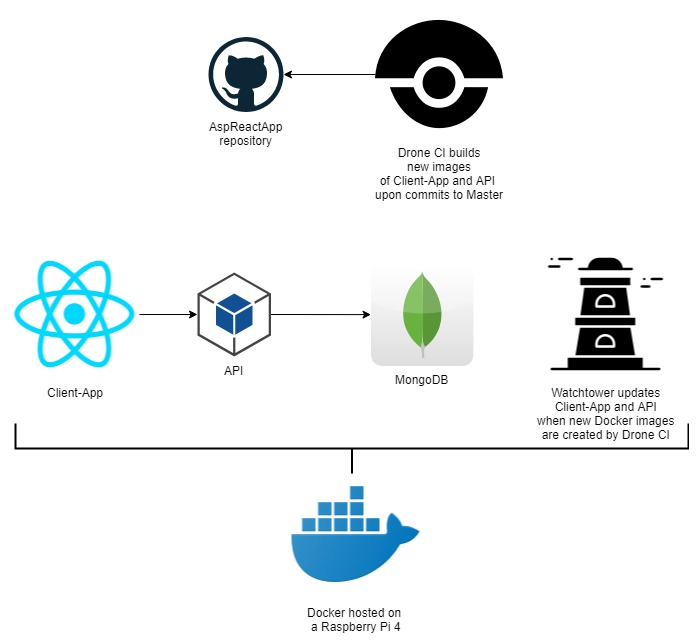 AspReactApp
repository
Drone CI builds
new images
of Client-App and API
upon commits to Master
Client-App
API
MongoDB
Watchtower updates
Client-App and API
when new Docker images
are created by Drone CI
Docker hosted on
a Raspberry Pi 4